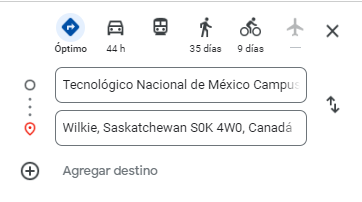 Óptimo 44 h 35 días 9 días —
Tecnológico Nacional de México Campus
Wilkie, Saskatchewan S0K 4W0, Canadá
Agregar destino